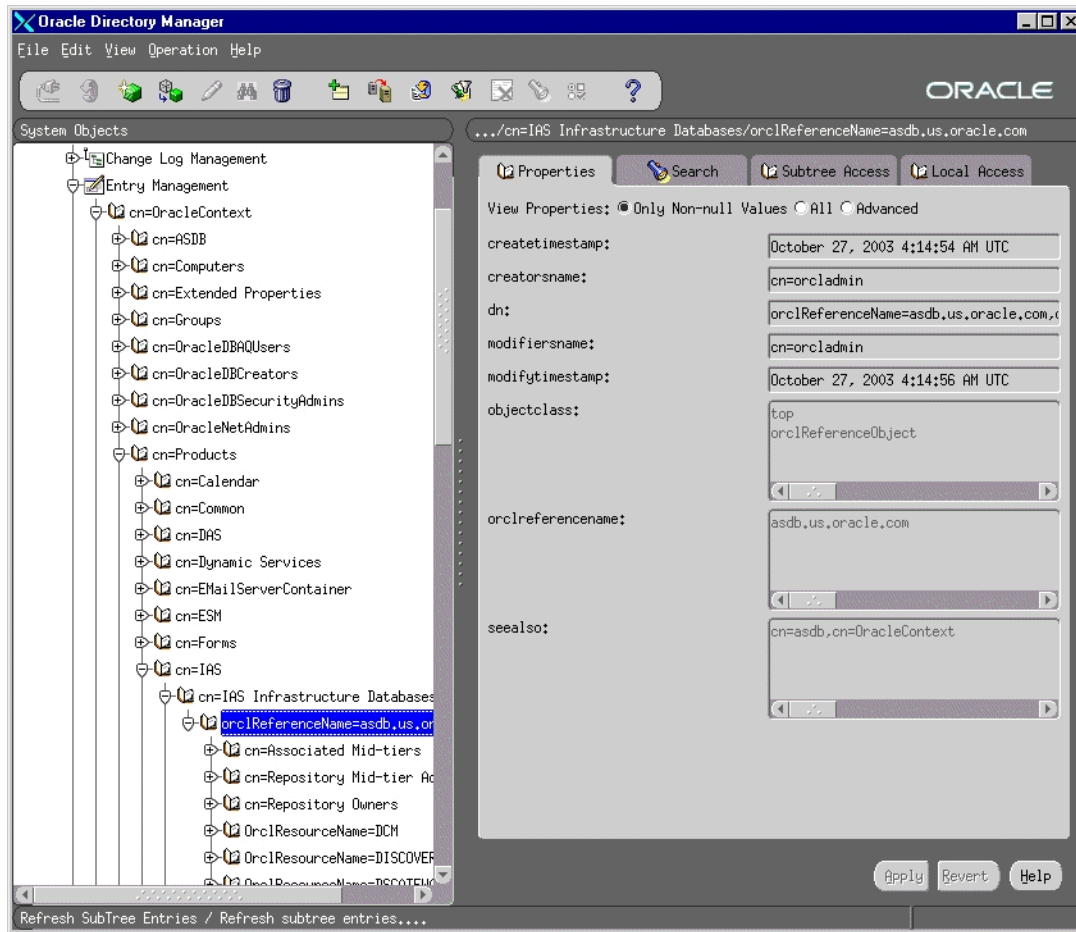 Oracle Directory Manager
File Edit View Operation Help
ORACLE
System Objects
Change Log Management
Entry Management
cn=OracleContext
cn=ASDB
cn=Computers
cn=Extended Properties
cn=Groups
cn=OracleDBAQUsers
cn=OracleDBCreators
cn=OracleDBSecurityAdmins
cn=OracleNetAdmins
cn=Products
cn=Calendar
cn=Common
cn=DAS
cn=Dynamic Services
cn=EMailServerContainer
cn=ESM
cn=Forms
cn=IAS
cn=IAS Infrastructure Databases
orclReferenceName=asdb.us.or
cn=Associated Mid-tiers
cn=Repository Mid-tier Ac
cn=Repository Owners
OrclResourceName=DCM
OrclResourceName=DISCOVER
.../cn=IAS Infrastructure Databases/orclReferenceName=asdb.us.oracle.com
Properties Search Subtree Access Local Access
View Properties: Only Non-null Values All Advanced
createtimestamp: October 27, 2003 4:14:54 AM UTC
creatorsname: cn=orcladmin
dn: orclReferenceName=asdb.us.oracle.com,c
modifiersname: cn=orcladmin
modifytimestamp: October 27, 2003 4:14:56 AM UTC
objectclass: top
orclReferenceObject
orclreferencename: asdb.us.oracle.com
seealso: cn=asdb,cn=OracleContext
Apply Revert Help
Refresh SubTree Entries / Refresh subtree entries....